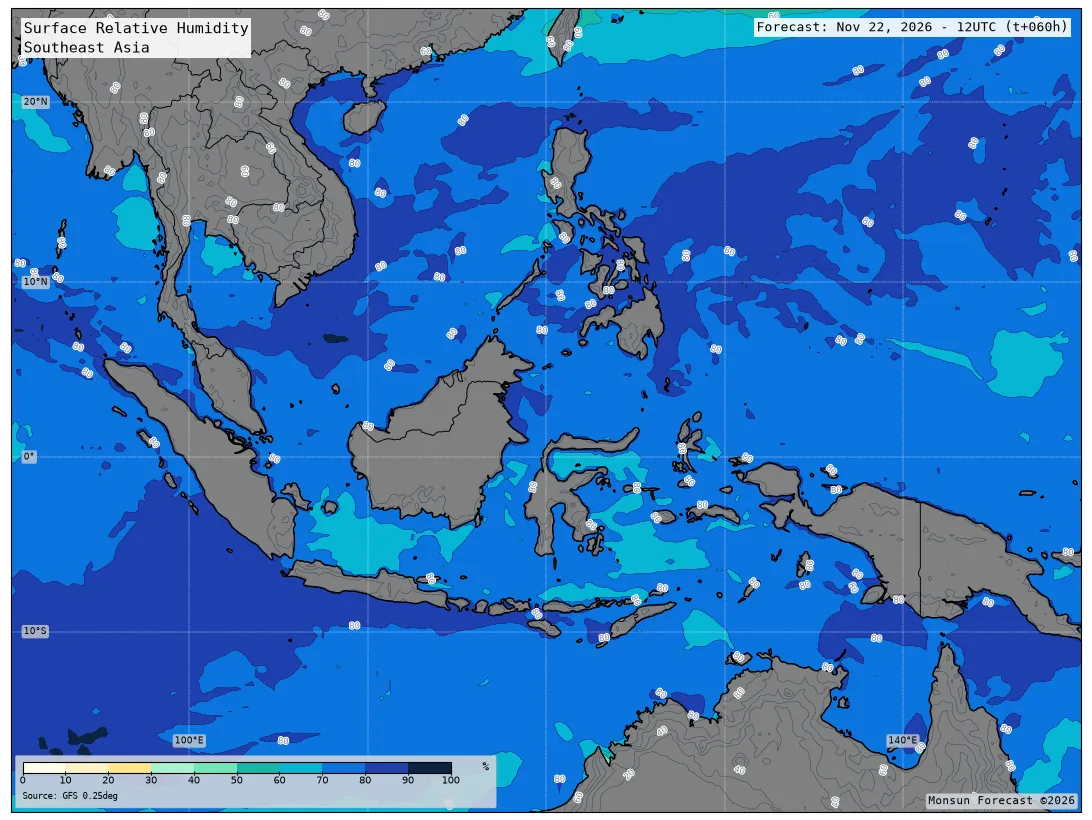 Surface Relative Humidity
Southeast Asia
Forecast: Nov 22, 2026 - 12UTC (t+060h)
20°N
10°N
0°
10°S
100°E
140°E
%
0 10 20 30 40 50 60 70 80 90 100
Source: GFS 0.25deg
Monsun Forecast ©2026